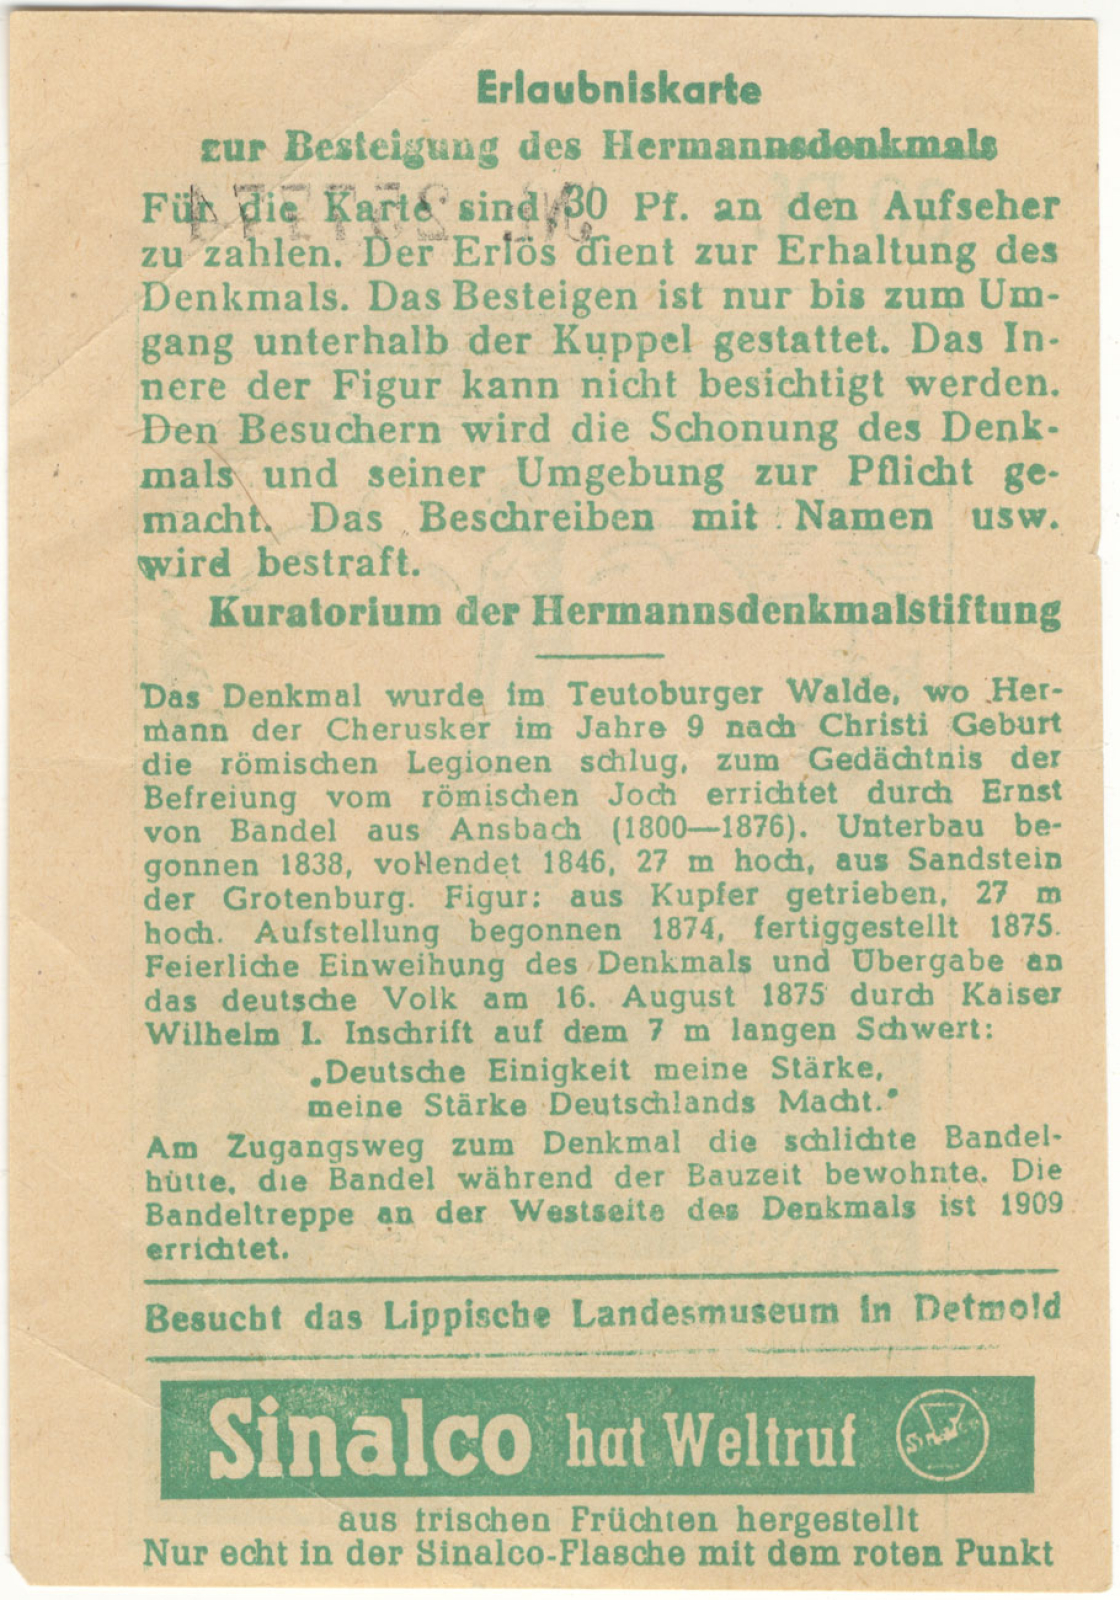 Erlaubniskarte
zur Besteigung des Hermannsdenkmals
Für die Karte sind 30 Pf. an den Aufseher
zu zahlen. Der Erlös dient zur Erhaltung des
Denkmals. Das Besteigen ist nur bis zum Um-
gang unterhalb der Kuppel gestattet. Das In-
nere der Figur kann nicht besichtigt werden.
Den Besuchern wird die Schonung des Denk-
mals und seiner Umgebung zur Pflicht ge-
macht. Das Beschreiben mit Namen usw.
wird bestraft.
Kuratorium der Hermannsdenkmalstiftung
Das Denkmal wurde im Teutoburger Walde, wo Her-
mann der Cherusker im Jahre 9 nach Christi Geburt
die römischen Legionen schlug, zum Gedächtnis der
Befreiung vom römischen Joch errichtet durch Ernst
von Bandel aus Ansbach (1800—1876). Unterbau be-
gonnen 1838, vollendet 1846, 27 m hoch, aus Sandstein
der Grotenburg. Figur: aus Kupfer getrieben, 27 m
hoch. Aufstellung begonnen 1874, fertiggestellt 1875.
Feierliche Einweihung des Denkmals und Übergabe an
das deutsche Volk am 16. August 1875 durch Kaiser
Wilhelm I. Inschrift auf dem 7 m langen Schwert:
„Deutsche Einigkeit meine Stärke,
meine Stärke Deutschlands Macht."
Am Zugangsweg zum Denkmal die schlichte Bandel-
hütte, die Bandel während der Bauzeit bewohnte. Die
Bandeltreppe an der Westseite des Denkmals ist 1909
errichtet.
Besucht das Lippische Landesmuseum in Detmold
Sinalco hat Weltruf Sinalco
aus frischen Früchten hergestellt
Nur echt in der Sinalco-Flasche mit dem roten Punkt